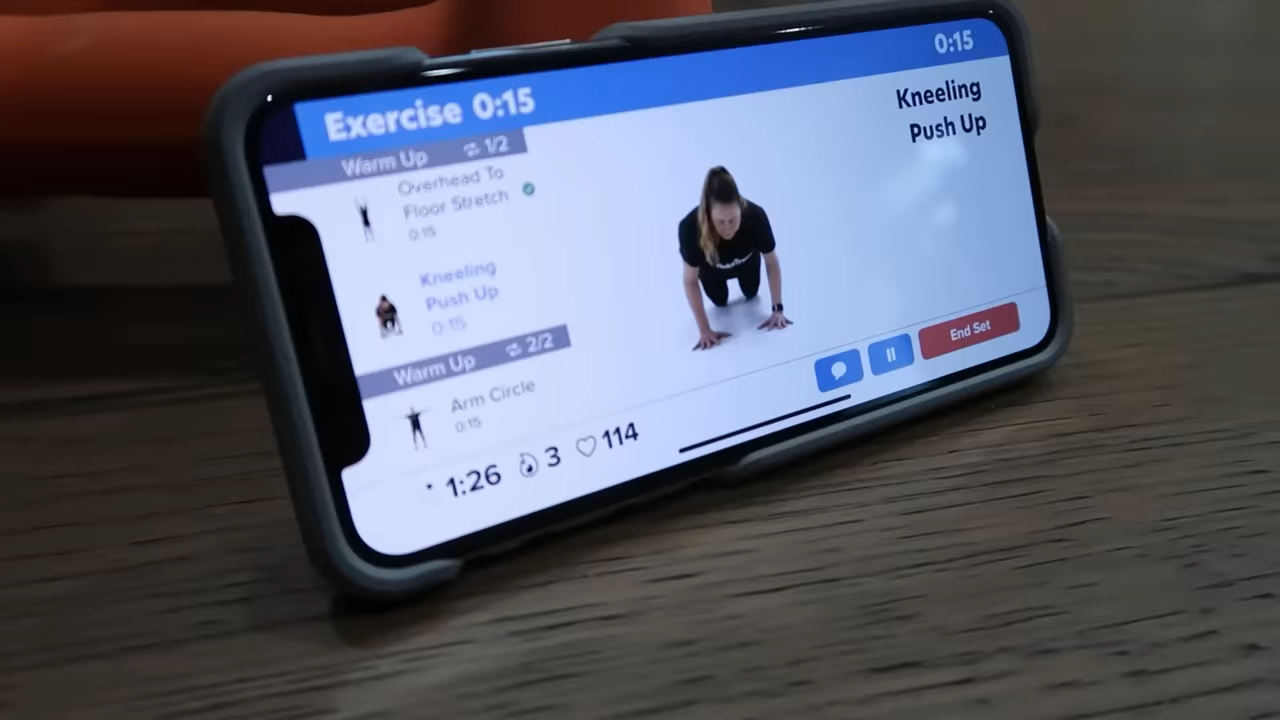 Exercise 0:15
0:15
Warm Up 1/2
Overhead To
Floor Stretch
0:15
Kneeling
Push Up
0:15
Warm Up 2/2
Arm Circle
0:15
1:26 3 114
Kneeling
Push Up
End Set